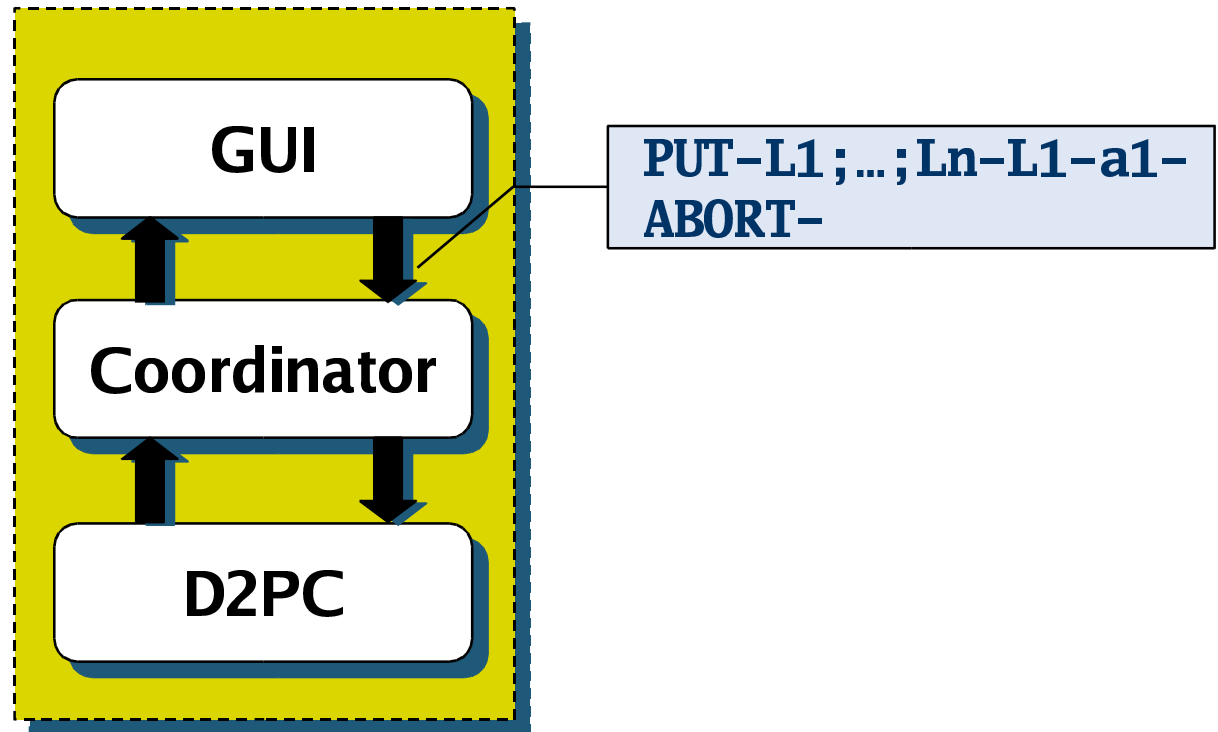 GUI
PUT-L1;…;Ln-L1-a1-
ABORT-
Coordinator
D2PC